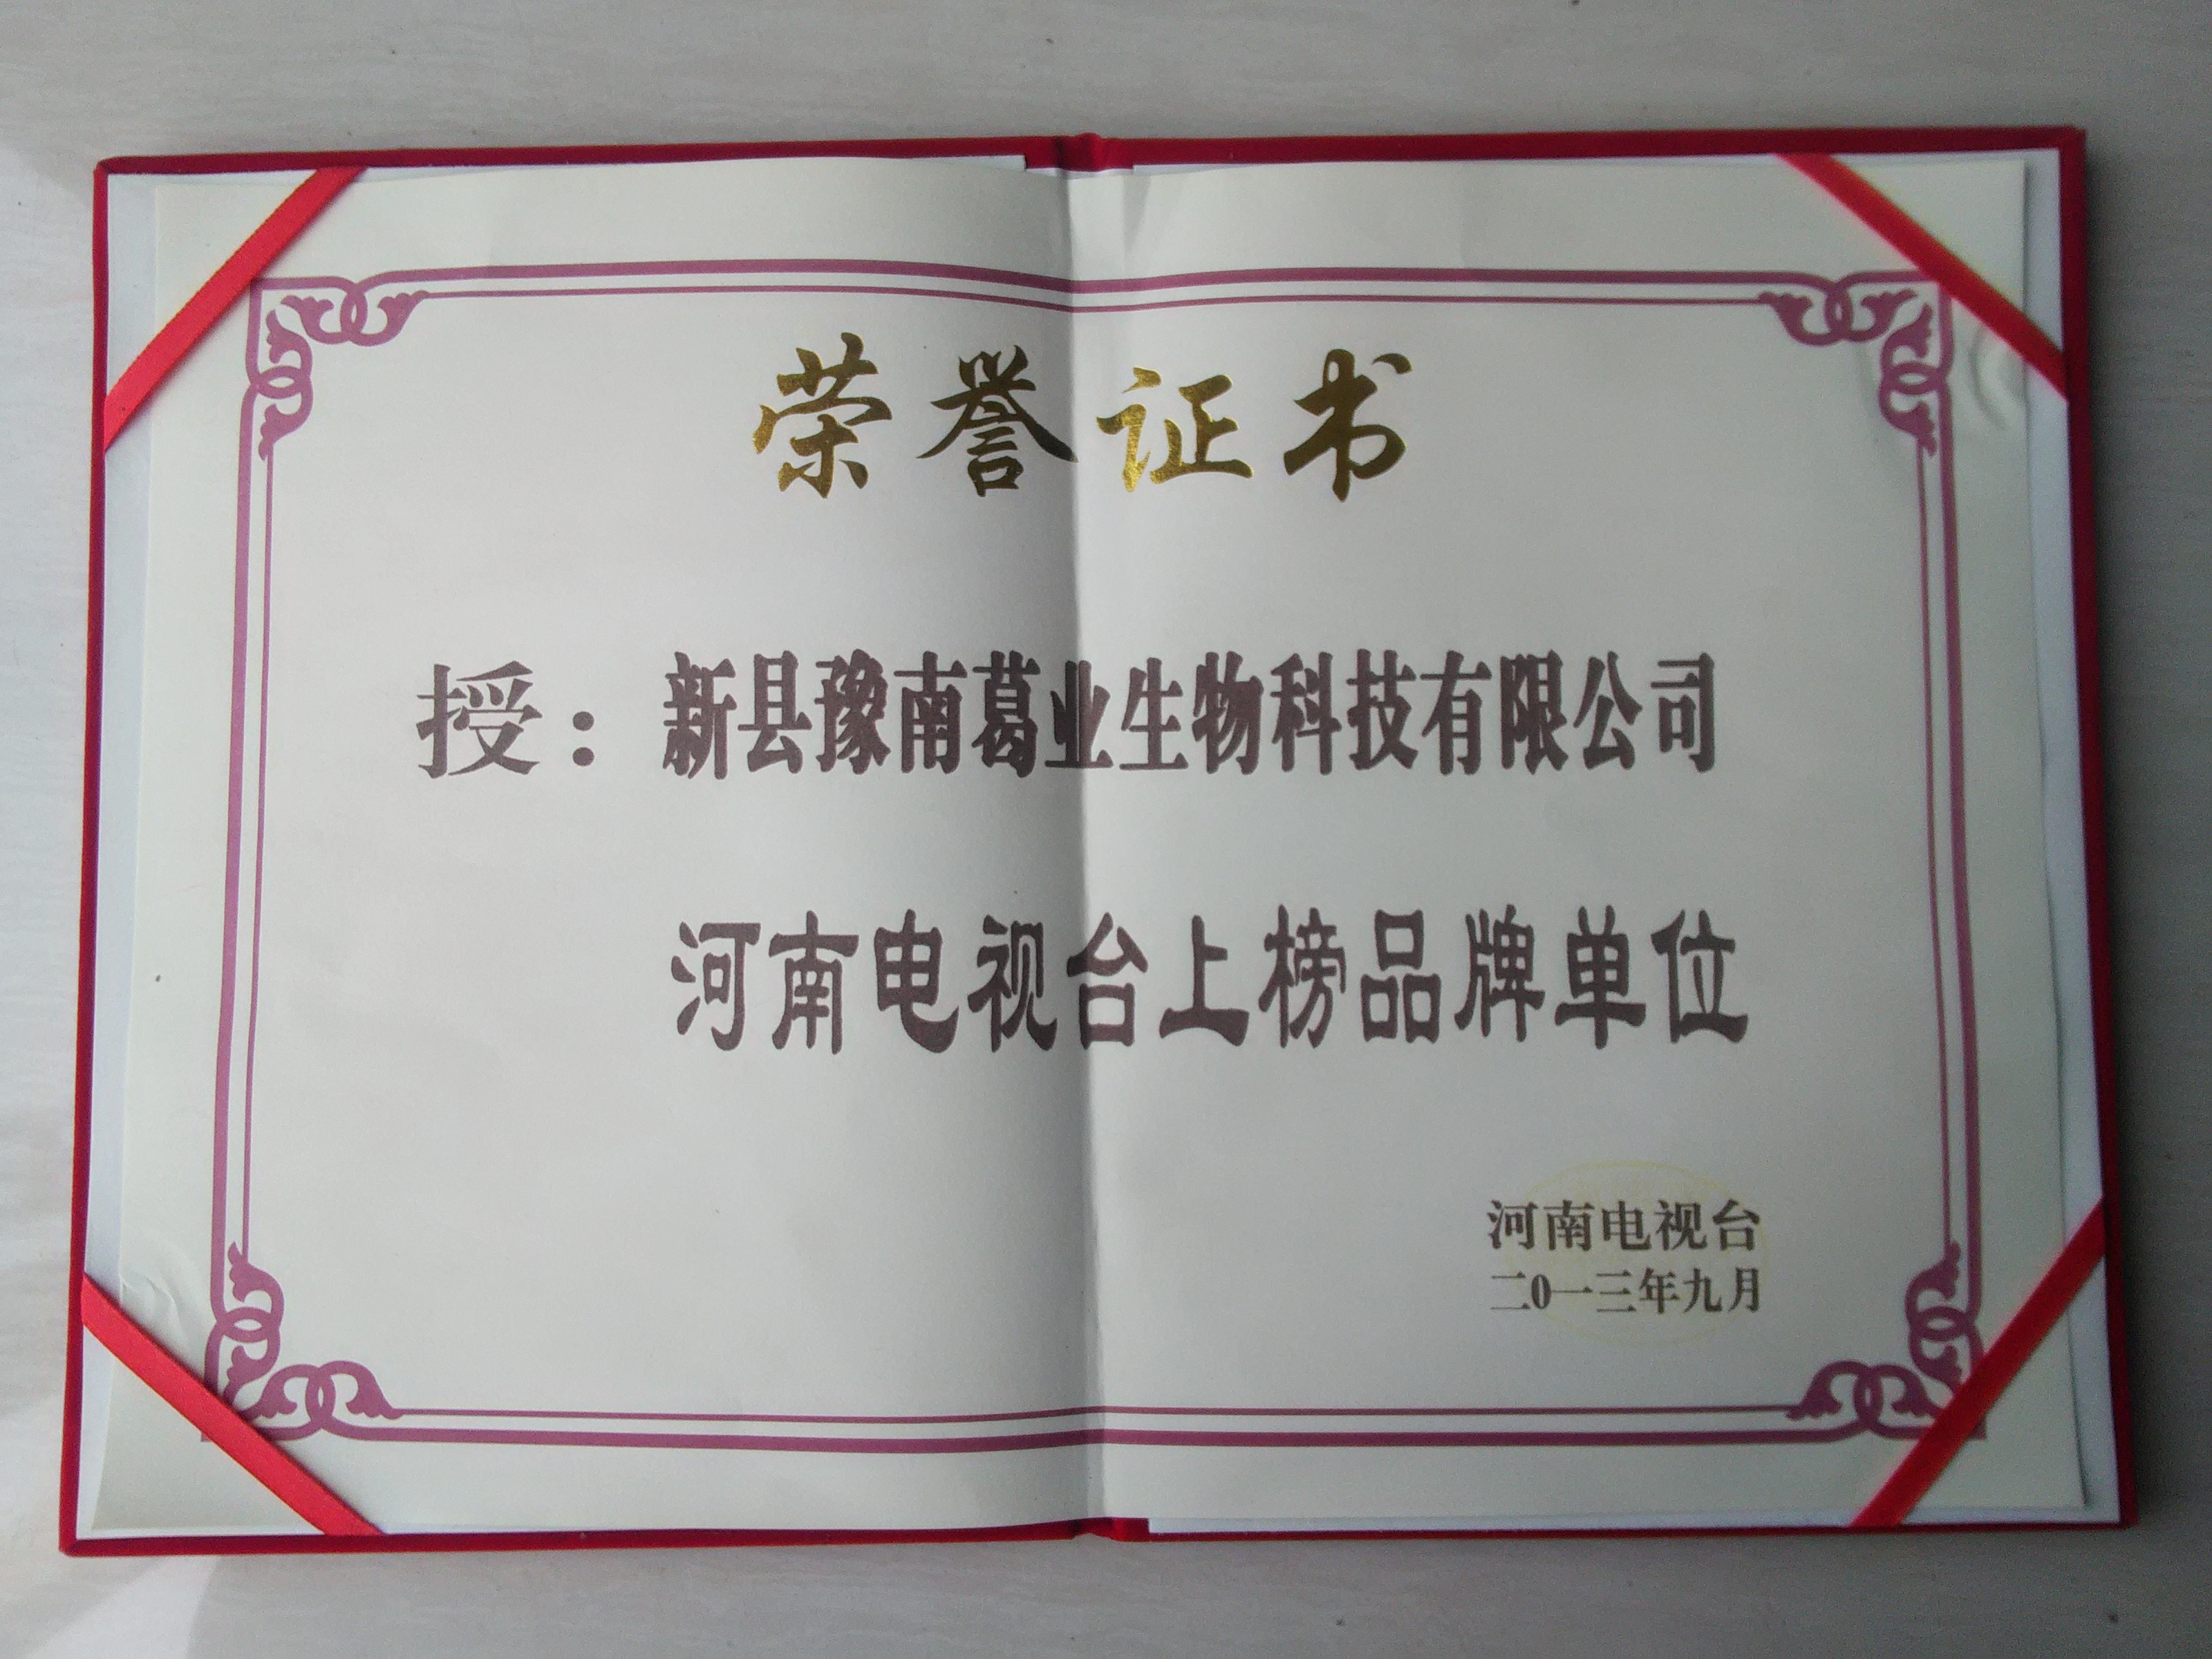 荣誉证书
授：新县豫南葛业生物科技有限公司
河南电视台上榜品牌单位
河南电视台
二0一三年九月